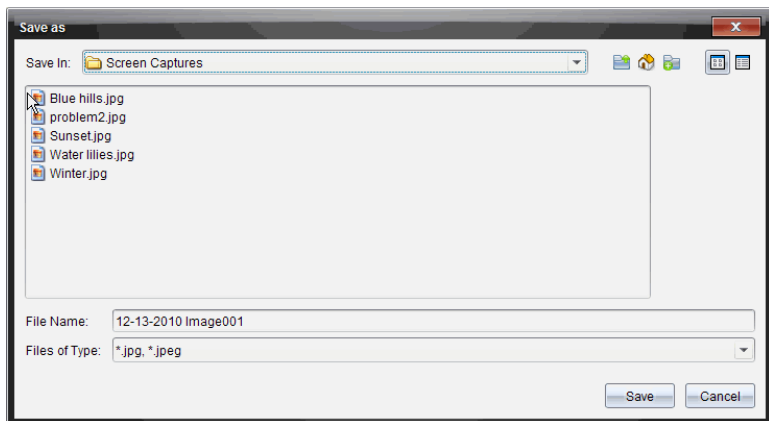 Save as
Save In: Screen Captures
Blue hills.jpg
problem2.jpg
Sunset.jpg
Water lilies.jpg
Winter.jpg
File Name: 12-13-2010 Image001
Files of Type: *.jpg, *.jpeg
Save Cancel